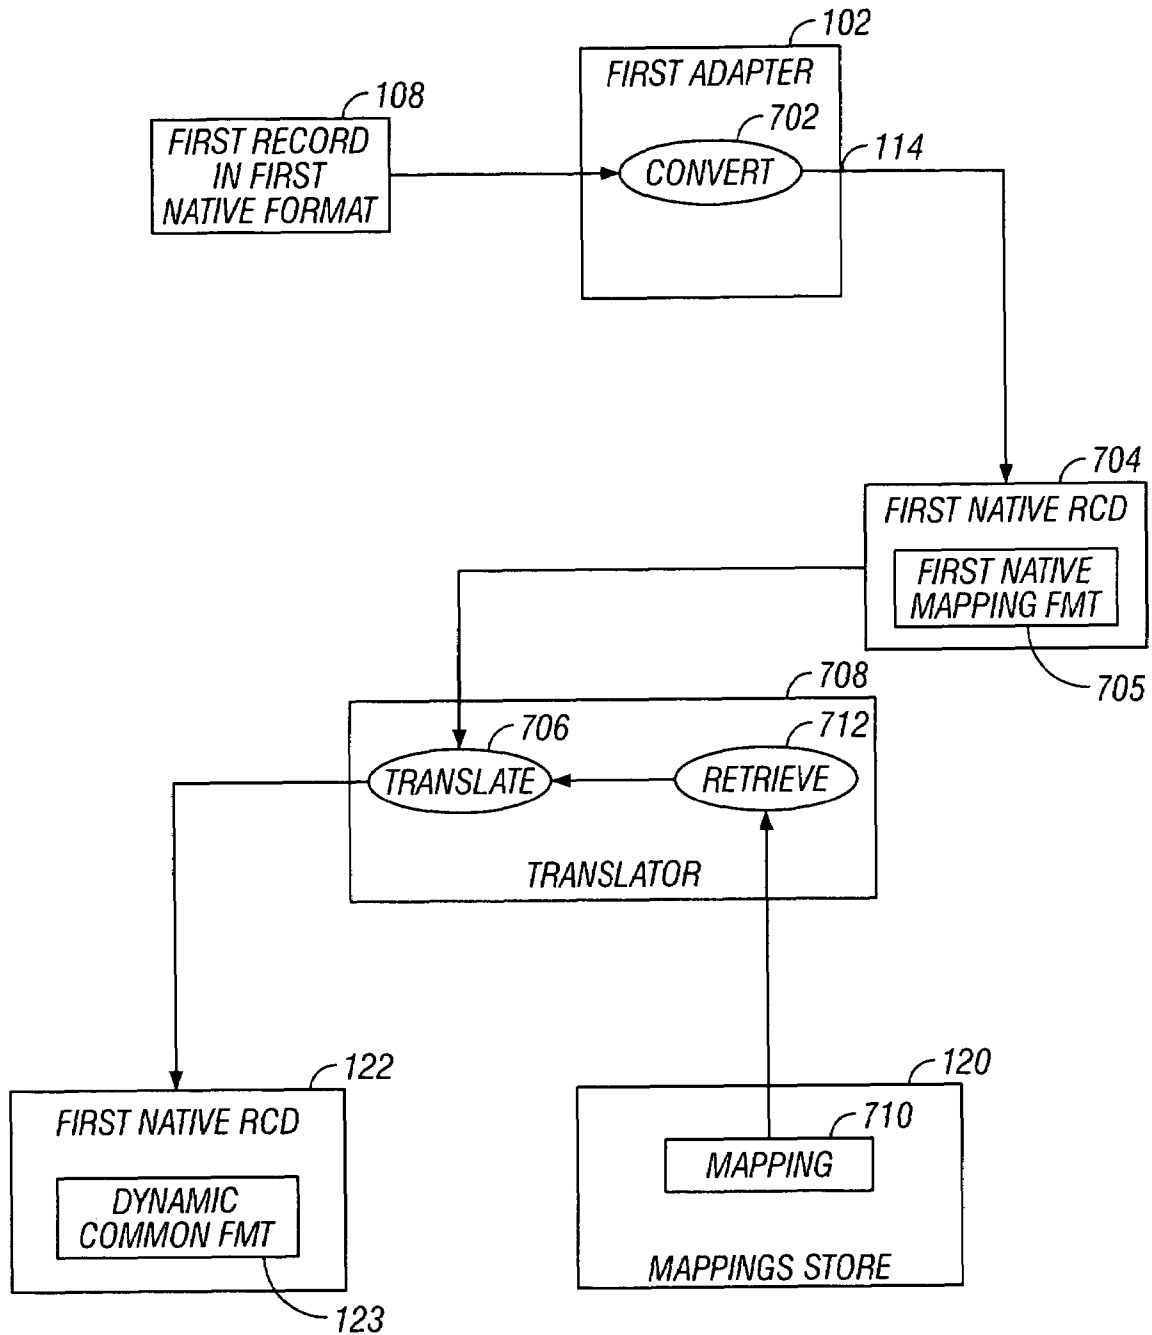 102
FIRST ADAPTER
108
702
FIRST RECORD
IN FIRST
NATIVE FORMAT
CONVERT
114
704
FIRST NATIVE RCD
FIRST NATIVE
MAPPING FMT
705
708
706
712
TRANSLATE
RETRIEVE
TRANSLATOR
122
FIRST NATIVE RCD
DYNAMIC
COMMON FMT
123
120
710
MAPPING
MAPPINGS STORE